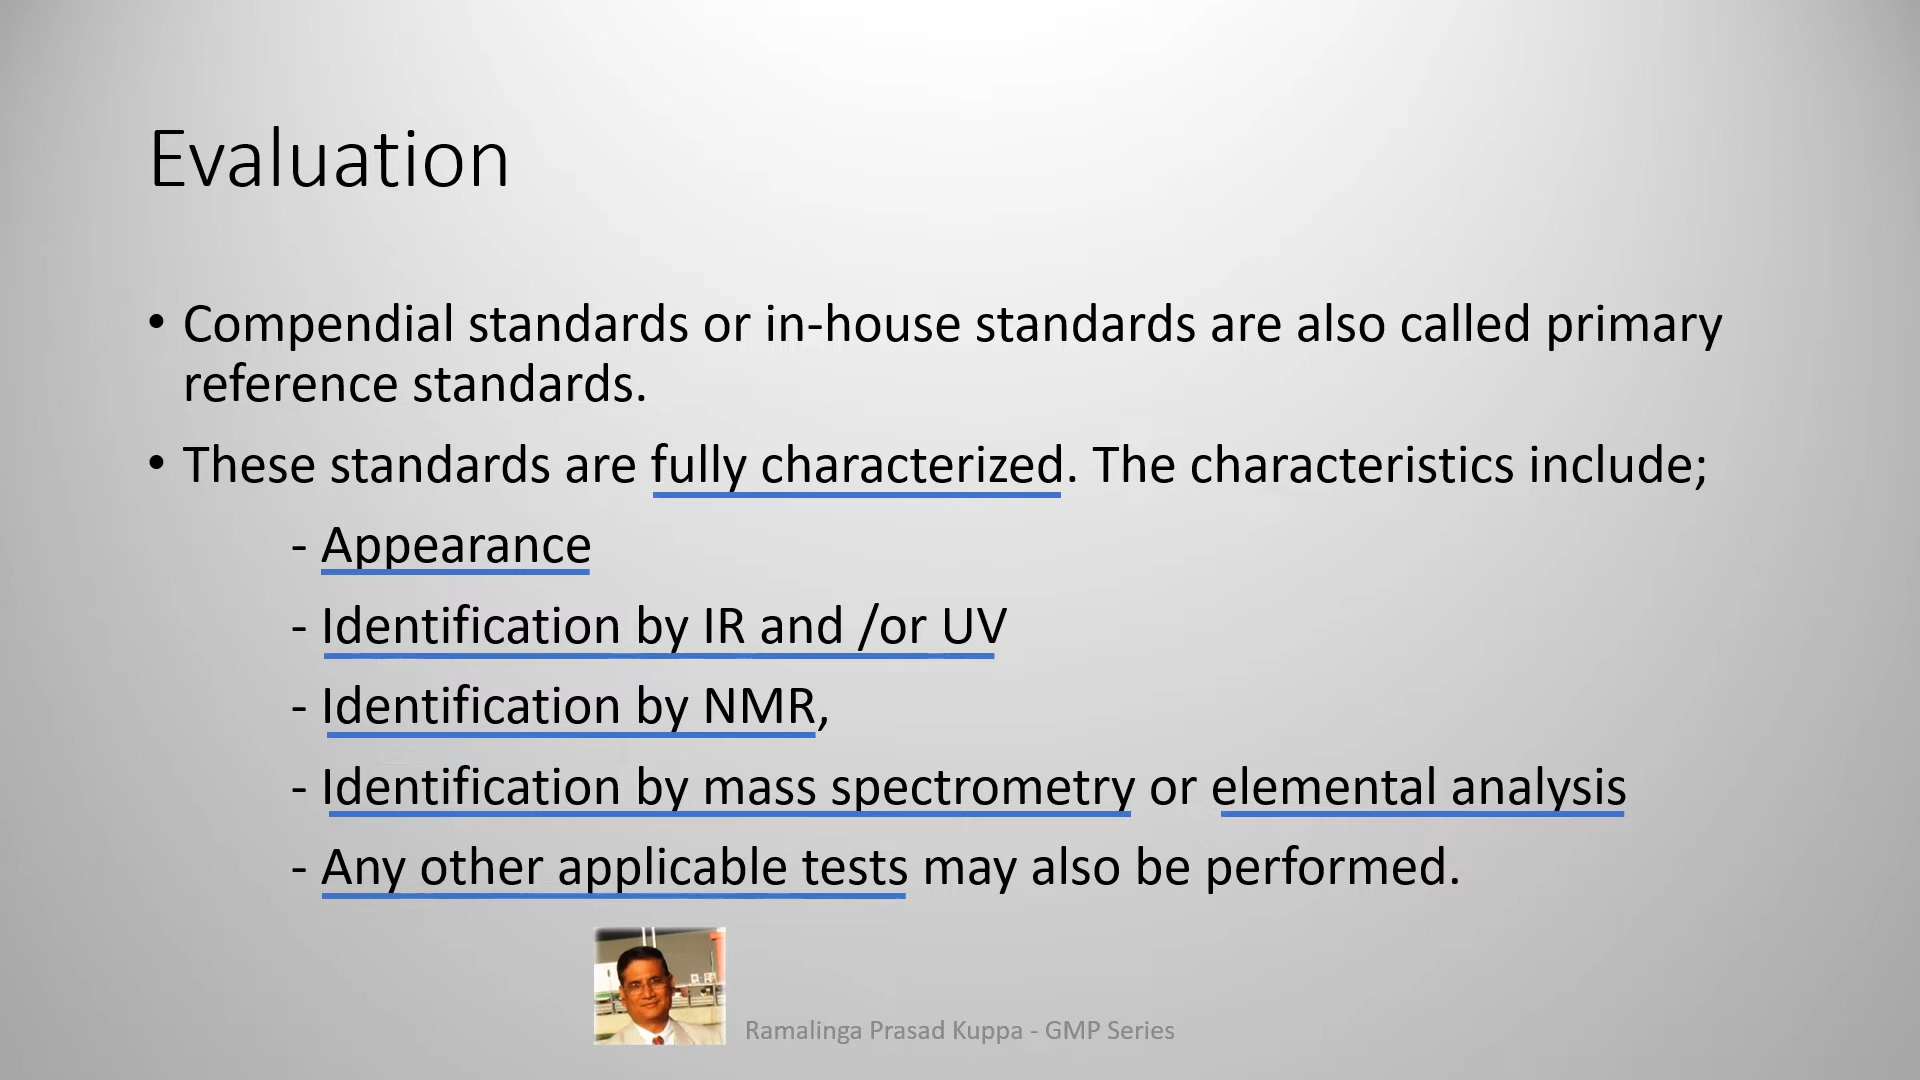 Evaluation
• Compendial standards or in-house standards are also called primary
reference standards.
• These standards are fully characterized. The characteristics include;
- Appearance
- Identification by IR and /or UV
- Identification by NMR,
- Identification by mass spectrometry or elemental analysis
- Any other applicable tests may also be performed.
Ramalinga Prasad Kuppa - GMP Series